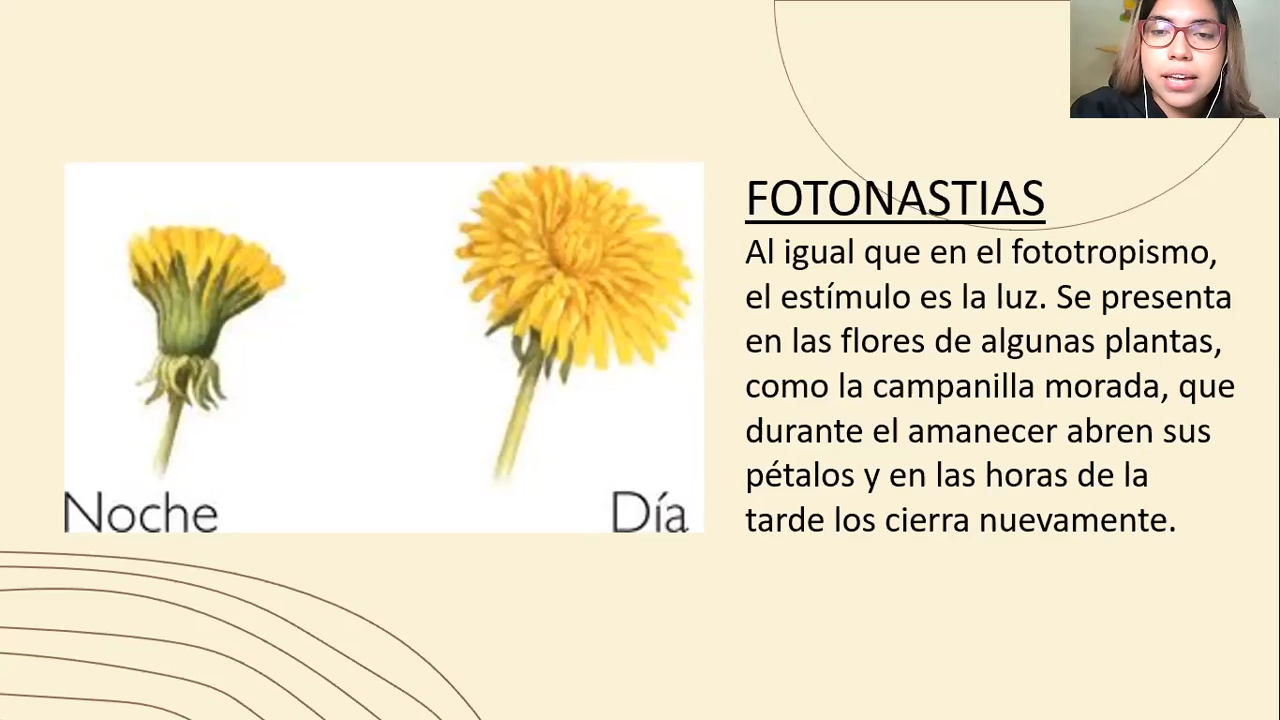 FOTONASTIAS
Al igual que en el fototropismo,
el estímulo es la luz. Se presenta
en las flores de algunas plantas,
como la campanilla morada, que
durante el amanecer abren sus
pétalos y en las horas de la
tarde los cierra nuevamente.
Noche
Día